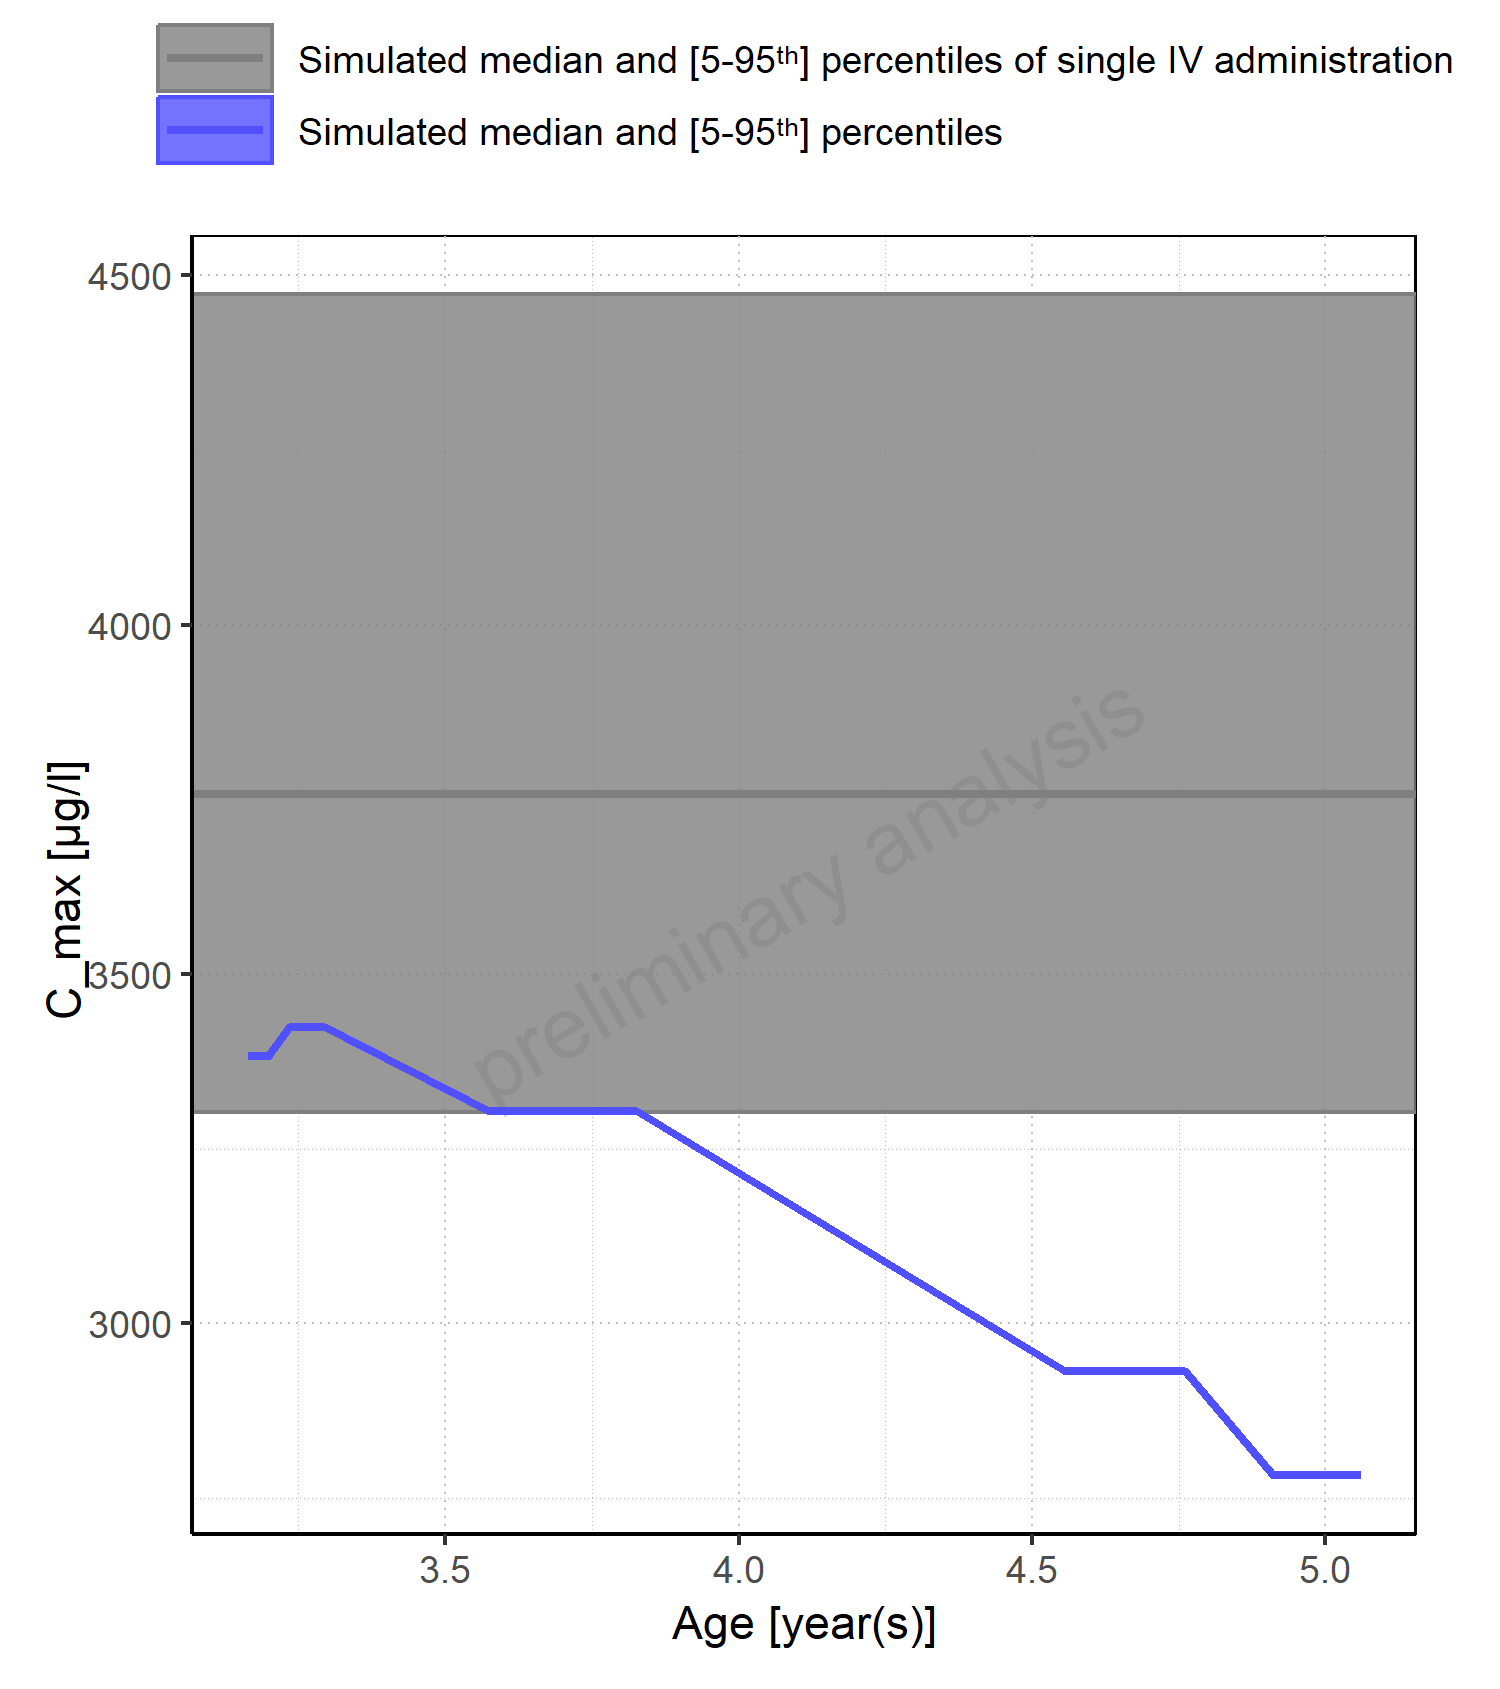 Simulated median and [5-95th] percentiles of single IV administration
Simulated median and [5-95th] percentiles
4500
4000
3500
3000
C_max [µg/l]
preliminary analysis
3.5 4.0 4.5 5.0
Age [year(s)]